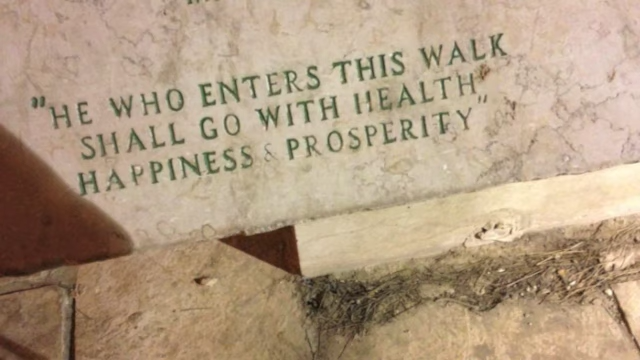 "HE WHO ENTERS THIS WALK
SHALL GO WITH HEALTH
HAPPINESS & PROSPERITY"